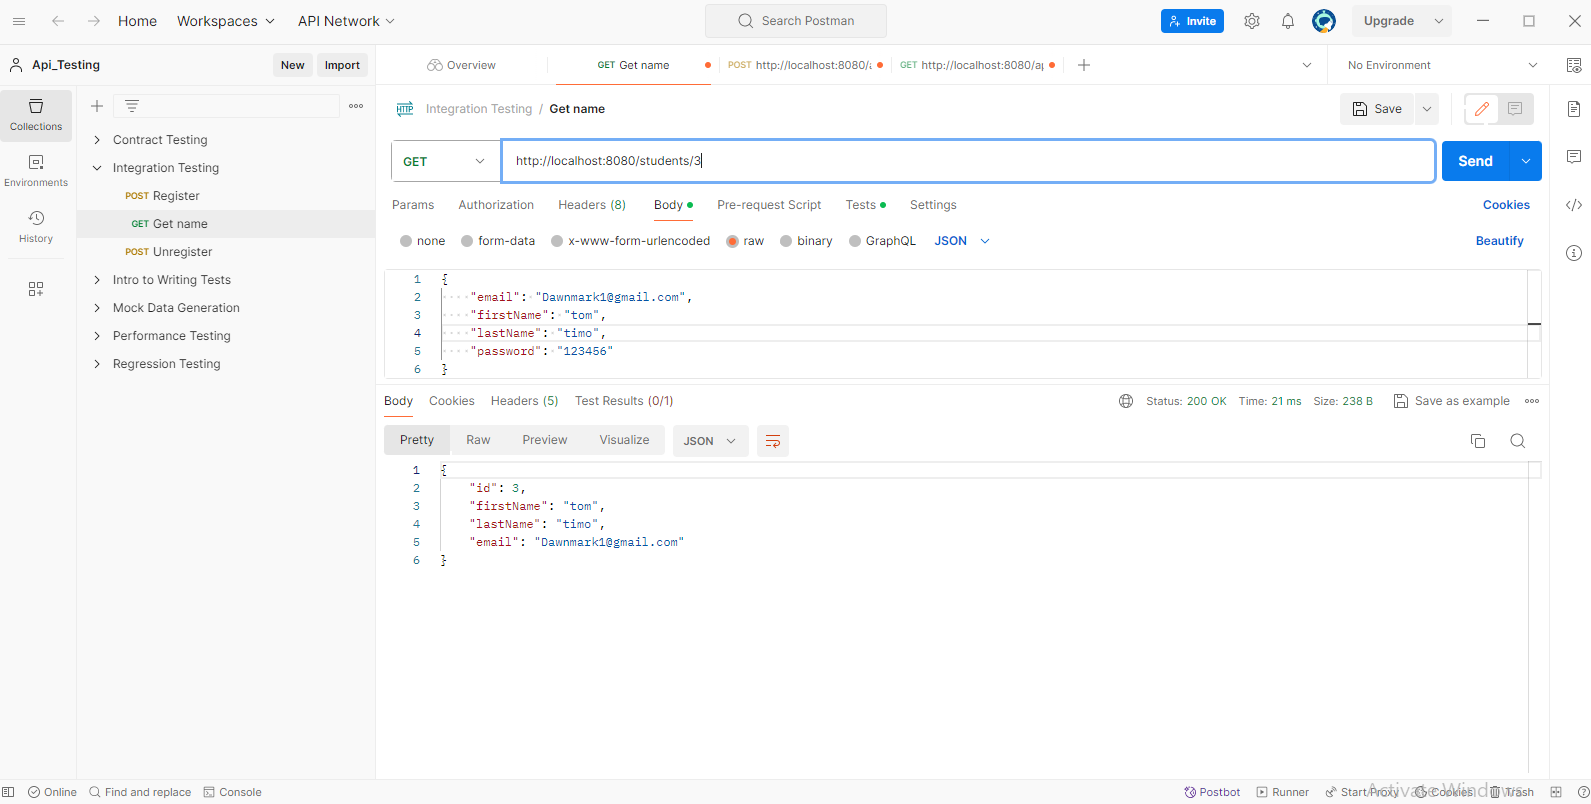 Home Workspaces API Network Search Postman Invite Upgrade
Api_Testing New Import Overview GET Get name POST http://localhost:8080/a GET http://localhost:8080/a No Environment
Collections
Environments
History
Contract Testing
Integration Testing
POST Register
GET Get name
POST Unregister
Intro to Writing Tests
Mock Data Generation
Performance Testing
Regression Testing
HTTP Integration Testing / Get name Save
GET http://localhost:8080/students/3 Send
Params Authorization Headers (8) Body Pre-request Script Tests Settings Cookies
none form-data x-www-form-urlencoded raw binary GraphQL JSON Beautify
1 {
2 "email": "Dawnmark1@gmail.com",
3 "firstName": "tom",
4 "lastName": "timo",
5 "password": "123456"
6 }
Body Cookies Headers (5) Test Results (0/1) Status: 200 OK Time: 21 ms Size: 238 B Save as example
Pretty Raw Preview Visualize JSON
1 {
2 "id": 3,
3 "firstName": "tom",
4 "lastName": "timo",
5 "email": "Dawnmark1@gmail.com"
6 }
Online Find and replace Console Postbot Runner Start Proxy Cookies Trash
Activate Windows